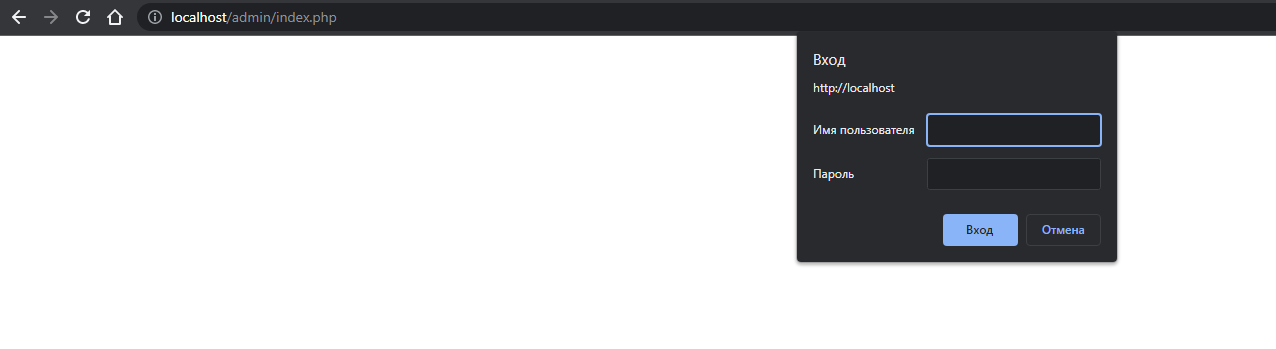 localhost/admin/index.php
Вход
http://localhost
Имя пользователя
Пароль
Вход Отмена